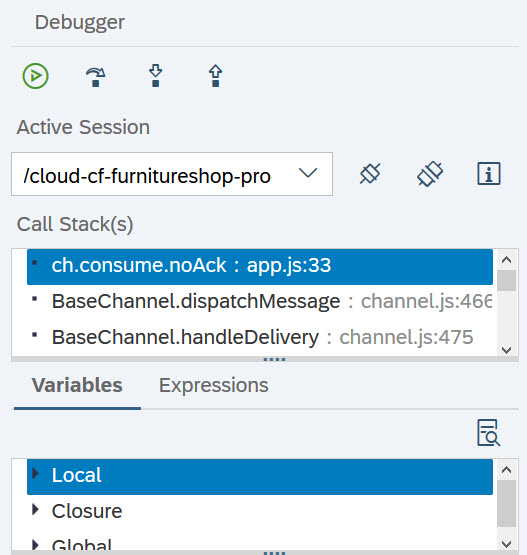 Debugger
Active Session
/cloud-cf-furnitureshop-pro
Call Stack(s)
ch.consume.noAck : app.js:33
BaseChannel.dispatchMessage : channel.js:466
BaseChannel.handleDelivery : channel.js:475
Variables Expressions
Local
Closure
Global